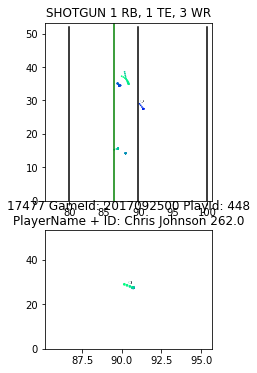 SHOTGUN 1 RB, 1 TE, 3 WR
50
40
30
20
10
0
80 85 90 95 100
17477 GameId: 2017092500 PlayId: 448
PlayerName + ID: Chris Johnson 262.0
40
20
0
87.5 90.0 92.5 95.0